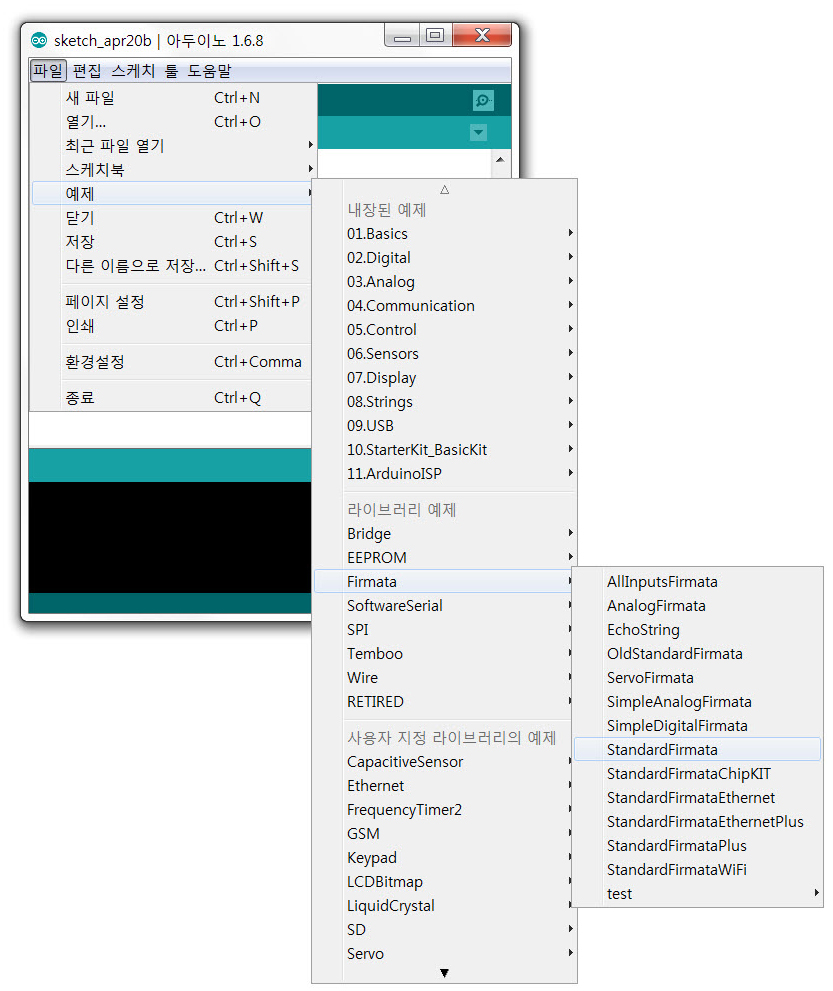 sketch_apr20b | 아두이노 1.6.8
파일 편집 스케치 툴 도움말
새 파일 Ctrl+N
열기... Ctrl+O
최근 파일 열기
스케치북
예제
닫기 Ctrl+W
저장 Ctrl+S
다른 이름으로 저장... Ctrl+Shift+S
페이지 설정 Ctrl+Shift+P
인쇄 Ctrl+P
환경설정 Ctrl+Comma
종료 Ctrl+Q
내장된 예제
01.Basics
02.Digital
03.Analog
04.Communication
05.Control
06.Sensors
07.Display
08.Strings
09.USB
10.StarterKit_BasicKit
11.ArduinoISP
라이브러리 예제
Bridge
EEPROM
Firmata
SoftwareSerial
SPI
Temboo
Wire
RETIRED
사용자 지정 라이브러리의 예제
CapacitiveSensor
Ethernet
FrequencyTimer2
GSM
Keypad
LCDBitmap
LiquidCrystal
SD
Servo
AllInputsFirmata
AnalogFirmata
EchoString
OldStandardFirmata
ServoFirmata
SimpleAnalogFirmata
SimpleDigitalFirmata
StandardFirmata
StandardFirmataChipKIT
StandardFirmataEthernet
StandardFirmataEthernetPlus
StandardFirmataPlus
StandardFirmataWiFi
test